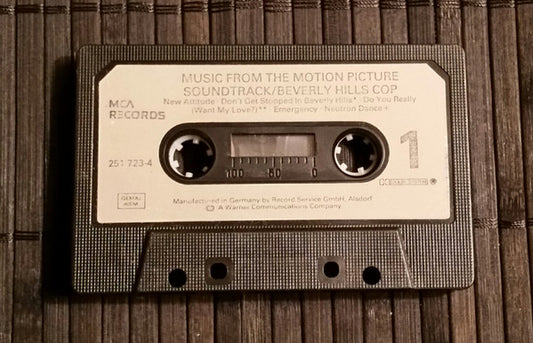 MUSIC FROM THE MOTION PICTURE
SOUNDTRACK/BEVERLY HILLS COP
New Attitude · Don't Get Stopped In Beverly Hills* · Do You Really
(Want My Love?)** · Emergency · Neutron Dance+
MCA
RECORDS
251 723-4
1
100 50 0
Manufactured in Germany by Record Service GmbH, Alsdorf
A Warner Communications Company